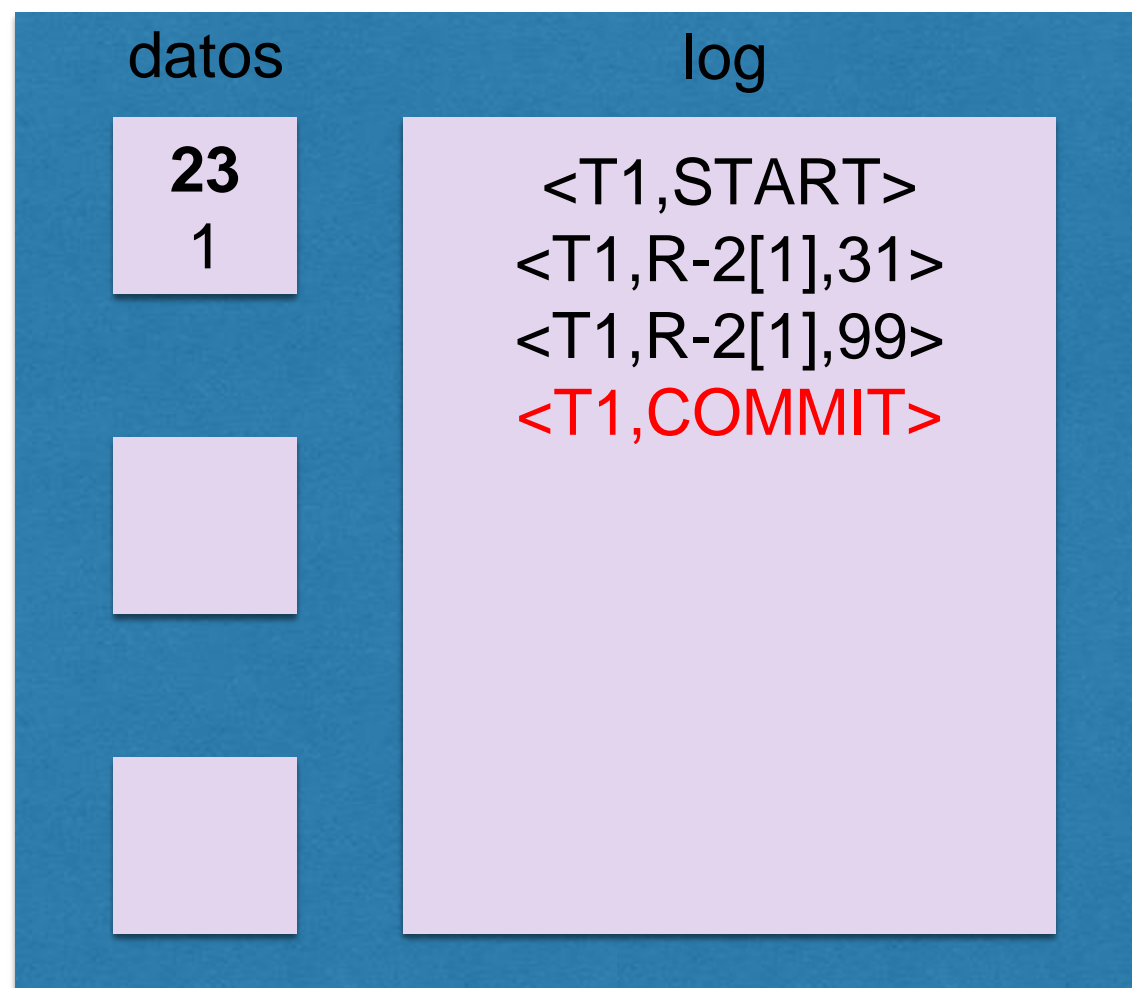 datos
log
23
1
<T1,START>
<T1,R-2[1],31>
<T1,R-2[1],99>
<T1,COMMIT>